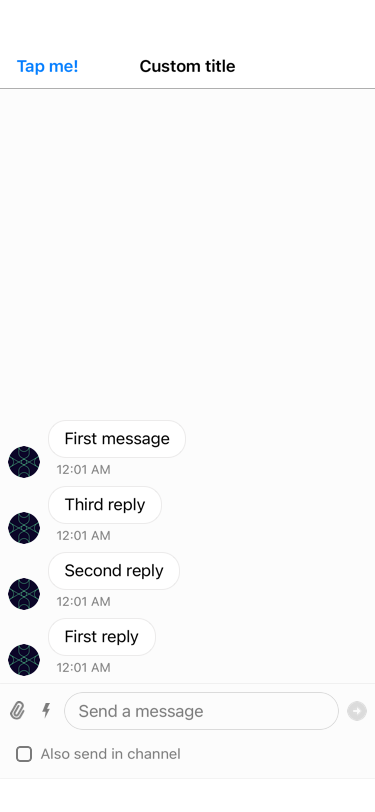 Tap me!
Custom title
First message
12:01 AM
Third reply
12:01 AM
Second reply
12:01 AM
First reply
12:01 AM
Send a message
Also send in channel